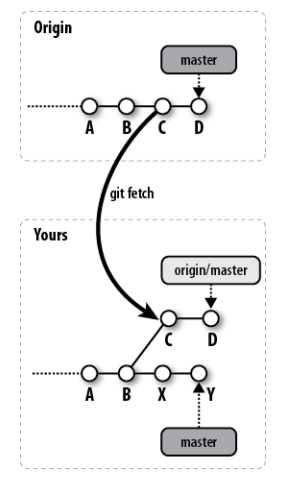 Origin
master
A B C D
git fetch
Yours
origin/master
C D
A B X Y
master